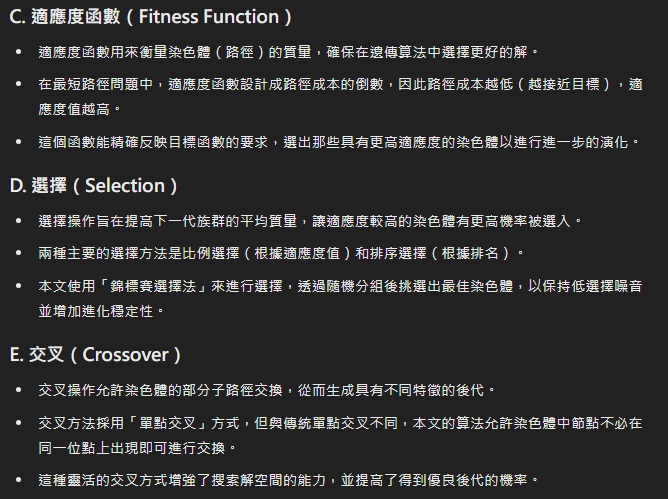 C. 適應度函數（Fitness Function）
• 適應度函數用來衡量染色體（路徑）的質量，確保在遺傳算法中選擇更好的解。
• 在最短路徑問題中，適應度函數設計成路徑成本的倒數，因此路徑成本越低（越接近目標），適
應度值越高。
• 這個函數能精確反映目標函數的要求，選出那些具有更高適應度的染色體以進行進一步的演化。
D. 選擇（Selection）
• 選擇操作旨在提高下一代族群的平均質量，讓適應度較高的染色體有更高機率被選入。
• 兩種主要的選擇方法是比例選擇（根據適應度值）和排序選擇（根據排名）。
• 本文使用「錦標賽選擇法」來進行選擇，透過隨機分組後挑選出最佳染色體，以保持低選擇噪音
並增加進化穩定性。
E. 交叉（Crossover）
• 交叉操作允許染色體的部分子路徑交換，從而生成具有不同特徵的後代。
• 交叉方法採用「單點交叉」方式，但與傳統單點交叉不同，本文的算法允許染色體中節點不必在
同一位點上出現即可進行交換。
• 這種靈活的交叉方式增強了搜索解空間的能力，並提高了得到優良後代的機率。